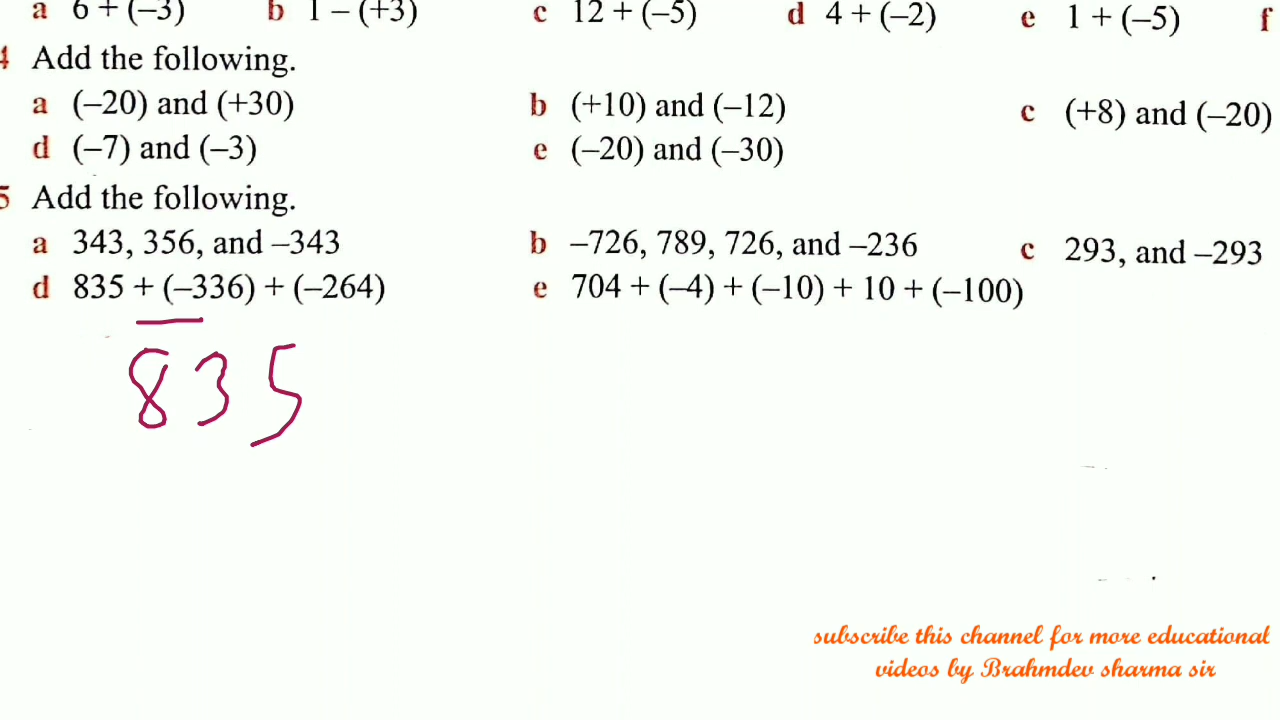 a 6 + (–3) b 1 – (+3) c 12 + (–5) d 4 + (–2) e 1 + (–5) f
4 Add the following.
a (–20) and (+30) b (+10) and (–12) c (+8) and (–20)
d (–7) and (–3) e (–20) and (–30)
5 Add the following.
a 343, 356, and –343 b –726, 789, 726, and –236 c 293, and –293
d 835 + (–336) + (–264) e 704 + (–4) + (–10) + 10 + (–100)
835
subscribe this channel for more educational
videos by Brahmdev sharma sir